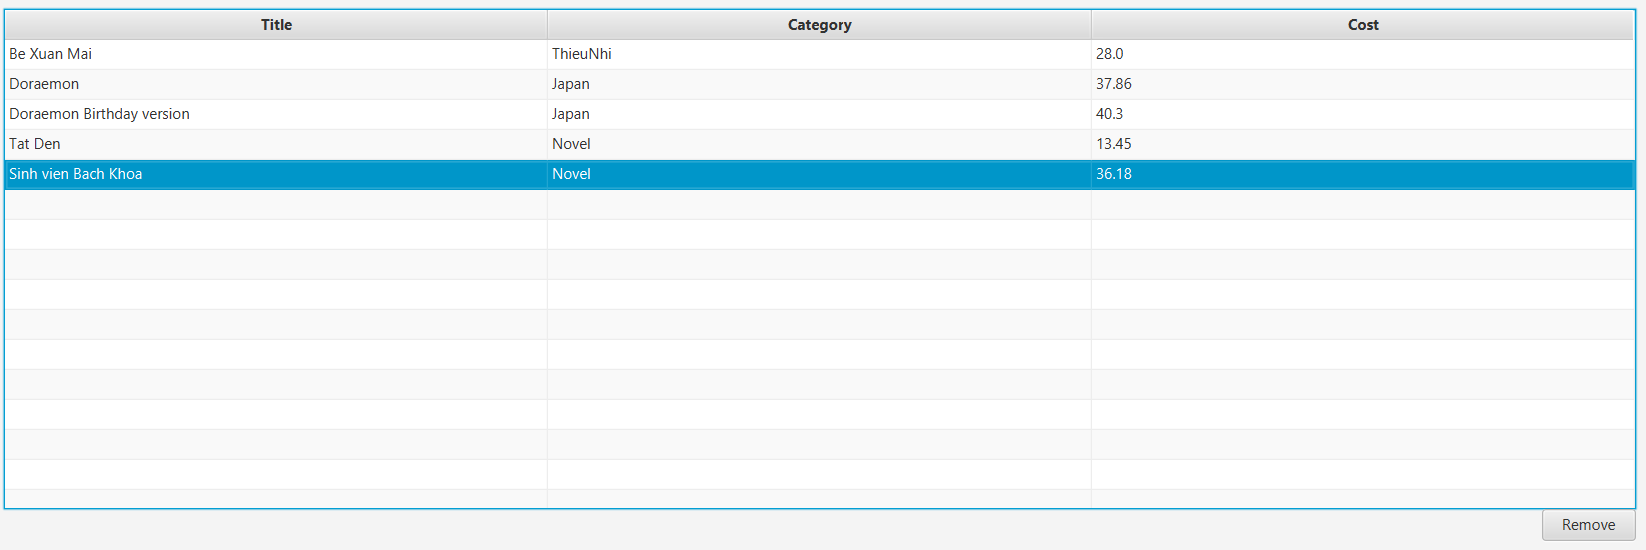 Title Category Cost
Be Xuan Mai ThieuNhi 28.0
Doraemon Japan 37.86
Doraemon Birthday version Japan 40.3
Tat Den Novel 13.45
Sinh vien Bach Khoa Novel 36.18
Remove